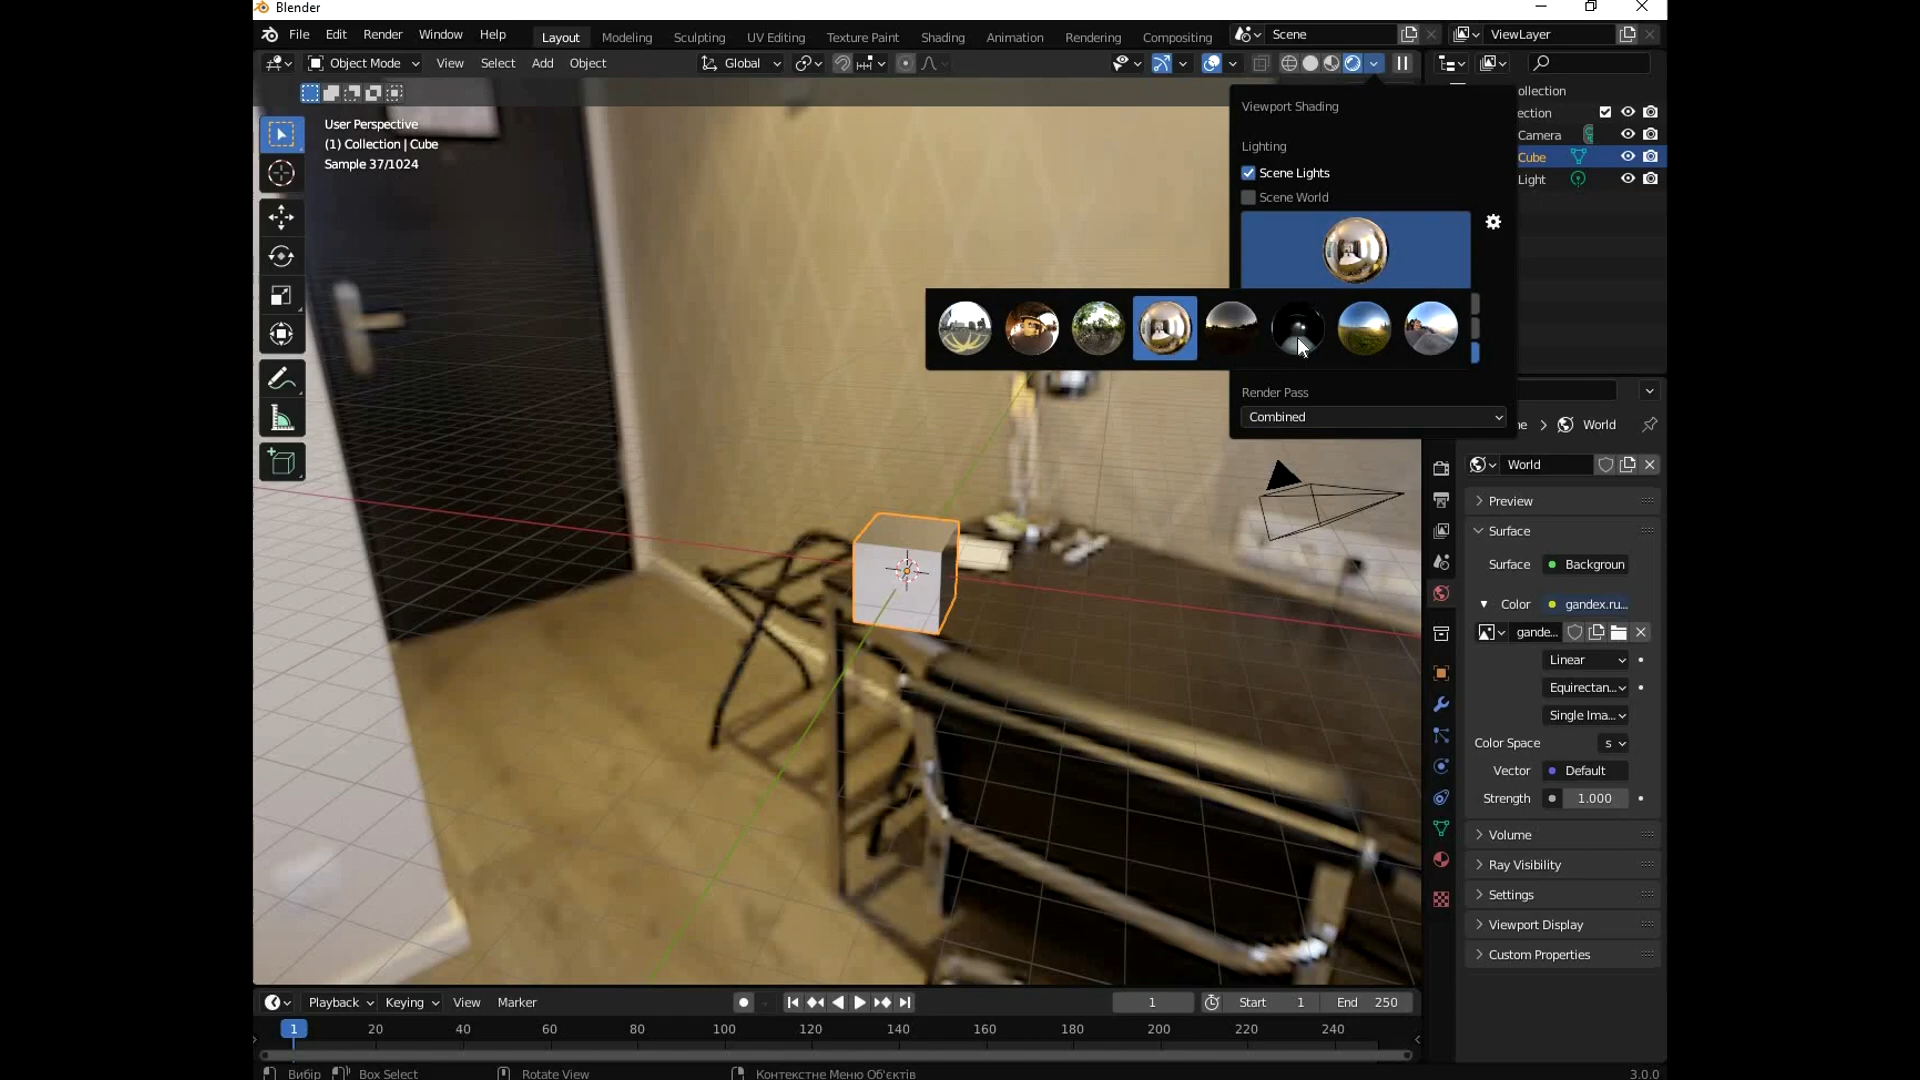 Blender
File Edit Render Window Help
Layout Modeling Sculpting UV Editing Texture Paint Shading Animation Rendering Compositing
Scene
ViewLayer
Object Mode View Select Add Object
Global
User Perspective
(1) Collection | Cube
Sample 37/1024
Viewport Shading
Lighting
Scene Lights
Scene World
Render Pass
Combined
ollection
ection
Camera
Cube
Light
ne > World
World
Preview
Surface
Surface Backgroun
Color gandex.ru...
gande...
Linear
Equirectan...
Single Ima...
Color Space s
Vector Default
Strength 1.000
Volume
Ray Visibility
Settings
Viewport Display
Custom Properties
Playback Keying View Marker
1 Start 1 End 250
1 20 40 60 80 100 120 140 160 180 200 220 240
Вибір Box Select Rotate View Контекстне Меню Об'єктів 3.0.0